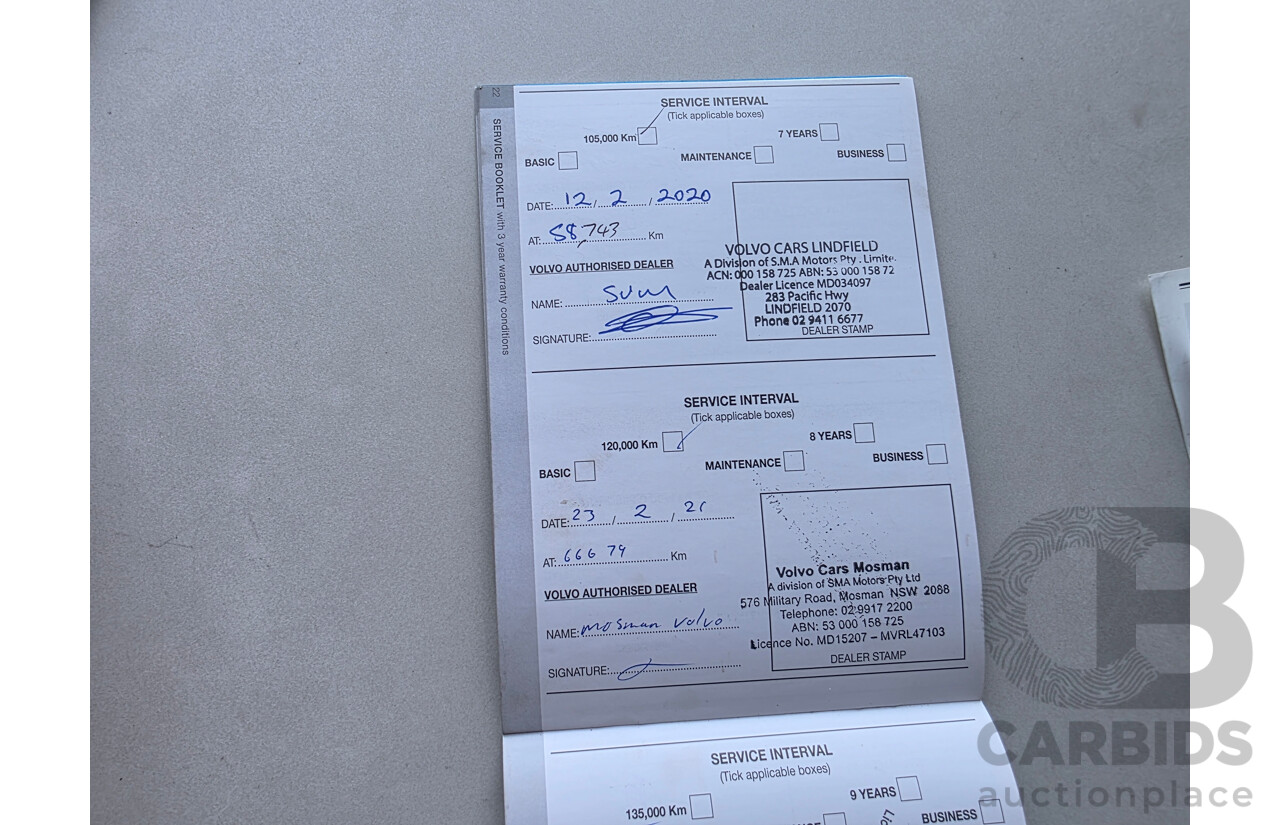 22
SERVICE BOOKLET with 3 year warranty conditions
SERVICE INTERVAL
(Tick applicable boxes)
105,000 Km
7 YEARS
BASIC
MAINTENANCE
BUSINESS
DATE: 12 / 2 / 2020
AT: 58,743 Km
VOLVO AUTHORISED DEALER
NAME:
SIGNATURE:
VOLVO CARS LINDFIELD
A Division of S.M.A Motors Pty . Limite
ACN: 000 158 725 ABN: 53 000 158 72
Dealer Licence MD034097
283 Pacific Hwy
LINDFIELD 2070
Phone 02 9411 6677
DEALER STAMP
SERVICE INTERVAL
(Tick applicable boxes)
120,000 Km
8 YEARS
BASIC
MAINTENANCE
BUSINESS
DATE: 23 / 2 / 21
AT: 66679 Km
VOLVO AUTHORISED DEALER
NAME: Mosman Volvo
SIGNATURE:
Volvo Cars Mosman
A division of SMA Motors Pty Ltd
576 Military Road, Mosman NSW 2088
Telephone: 02 9917 2200
ABN: 53 000 158 725
Licence No. MD15207 – MVRL47103
DEALER STAMP
SERVICE INTERVAL
(Tick applicable boxes)
135,000 Km
9 YEARS
BUSINESS
CB
CARBIDS
auctionplace